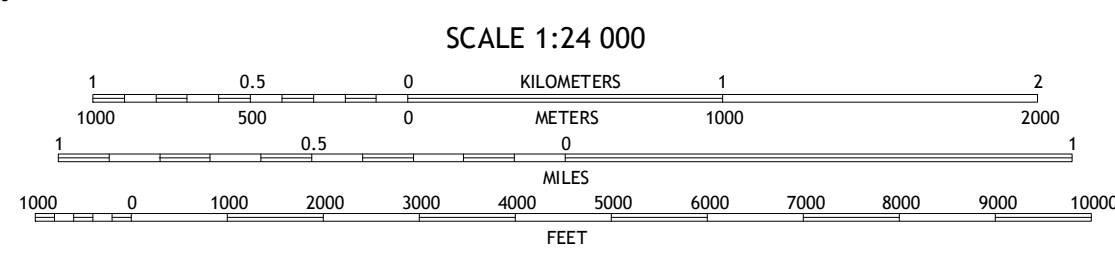 SCALE 1:24 000
1 0.5 0 KILOMETERS 1 2
1000 500 0 METERS 1000 2000
1 0.5 0 1
MILES
1000 0 1000 2000 3000 4000 5000 6000 7000 8000 9000 10000
FEET